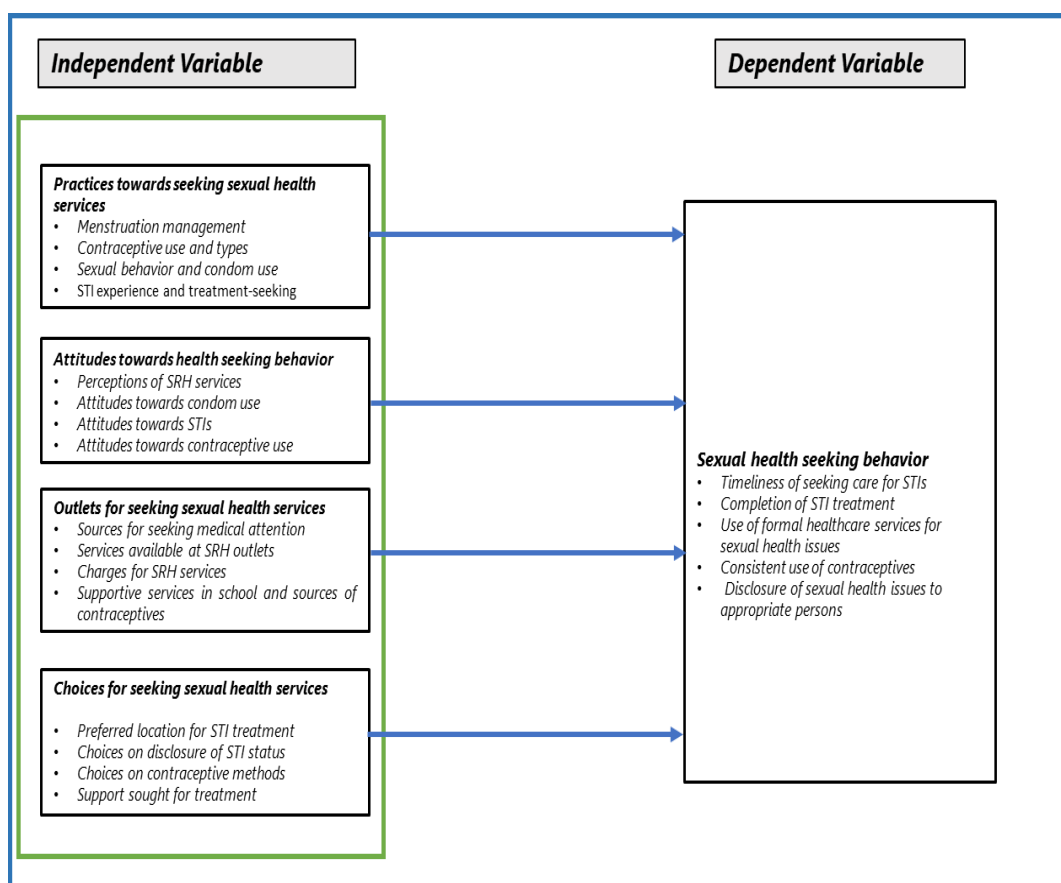 Independent Variable
Dependent Variable
Practices towards seeking sexual health
services
• Menstruation management
• Contraceptive use and types
• Sexual behavior and condom use
• STI experience and treatment-seeking
Attitudes towards health seeking behavior
• Perceptions of SRH services
• Attitudes towards condom use
• Attitudes towards STIs
• Attitudes towards contraceptive use
Outlets for seeking sexual health services
• Sources for seeking medical attention
• Services available at SRH outlets
• Charges for SRH services
• Supportive services in school and sources of
contraceptives
Choices for seeking sexual health services
• Preferred location for STI treatment
• Choices on disclosure of STI status
• Choices on contraceptive methods
• Support sought for treatment
Sexual health seeking behavior
• Timeliness of seeking care for STIs
• Completion of STI treatment
• Use of formal healthcare services for
sexual health issues
• Consistent use of contraceptives
• Disclosure of sexual health issues to
appropriate persons